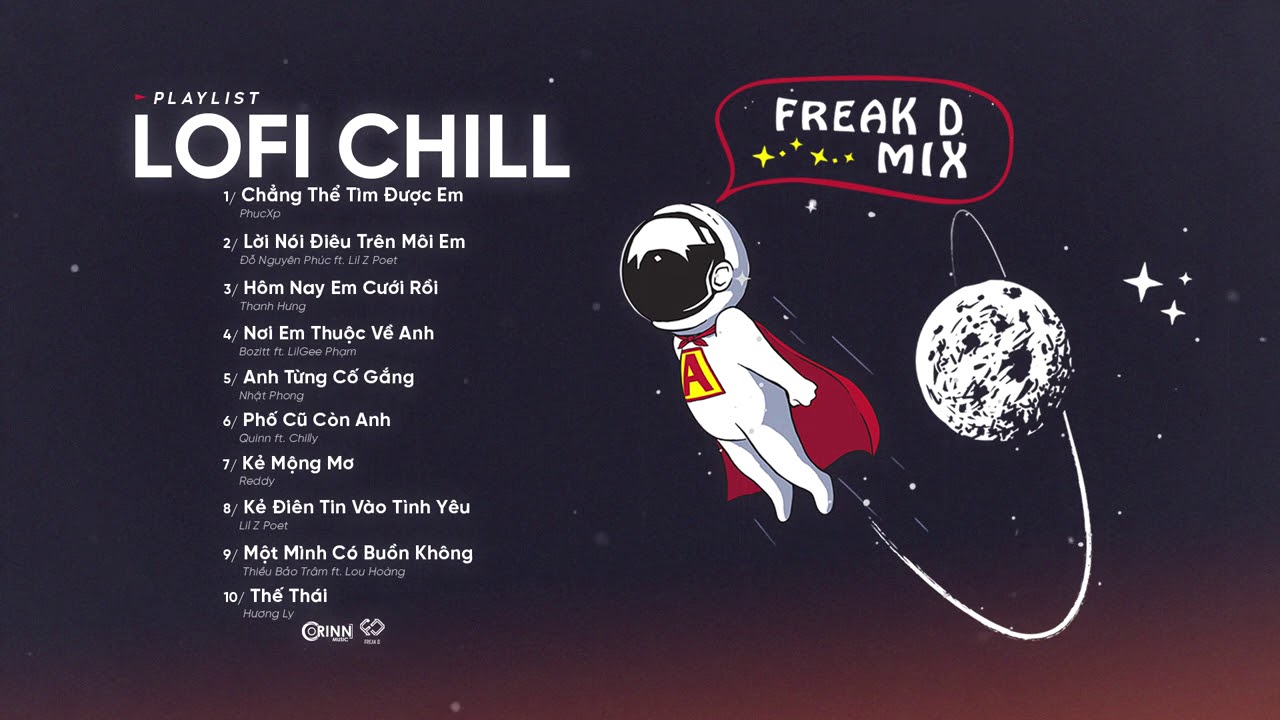 PLAYLIST
LOFI CHILL
1/ Chẳng Thể Tìm Được Em
PhucXp
2/ Lời Nói Điêu Trên Môi Em
Đỗ Nguyên Phúc ft. Lil Z Poet
3/ Hôm Nay Em Cưới Rồi
Thanh Hưng
4/ Nơi Em Thuộc Về Anh
Bozitt ft. LilGee Phạm
5/ Anh Từng Cố Gắng
Nhật Phong
6/ Phố Cũ Còn Anh
Quinn ft. Chilly
7/ Kẻ Mộng Mơ
Reddy
8/ Kẻ Điên Tin Vào Tình Yêu
Lil Z Poet
9/ Một Mình Có Buồn Không
Thiều Bảo Trâm ft. Lou Hoàng
10/ Thế Thái
Hương Ly
ORINN
MUSIC
FREAK D
FREAK D
MIX
A